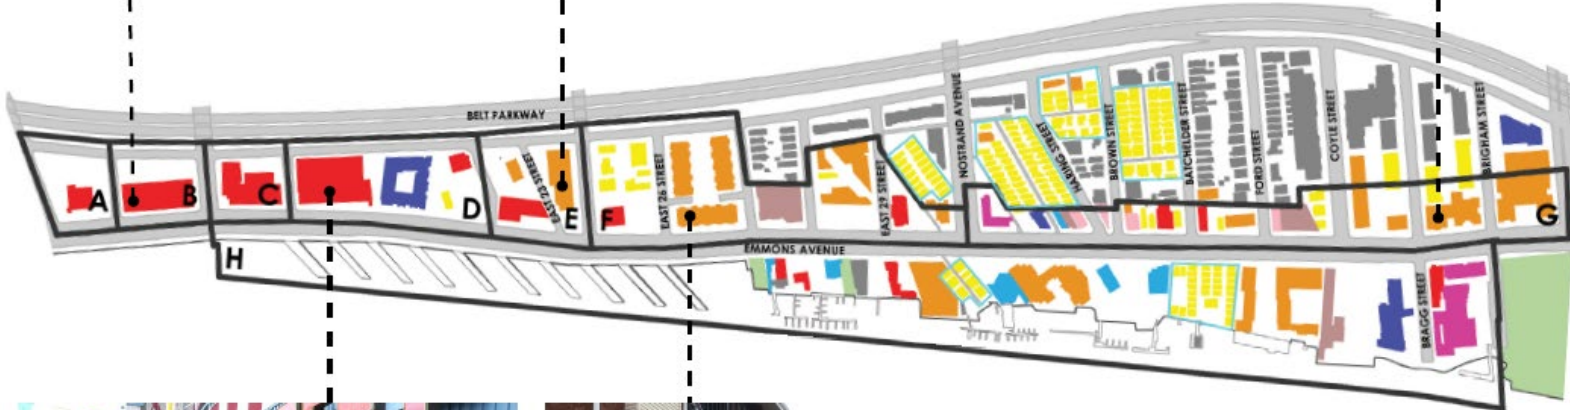 BELT PARKWAY
NOSTRAND AVENUE
HARING STREET
BROWN STREET
BATCHELDER STREET
FORD STREET
COYLE STREET
BRIGHAM STREET
EAST 23 STREET
EAST 26 STREET
EAST 29 STREET
A
B
C
D
E
F
G
EMMONS AVENUE
H
BRAGG STREET